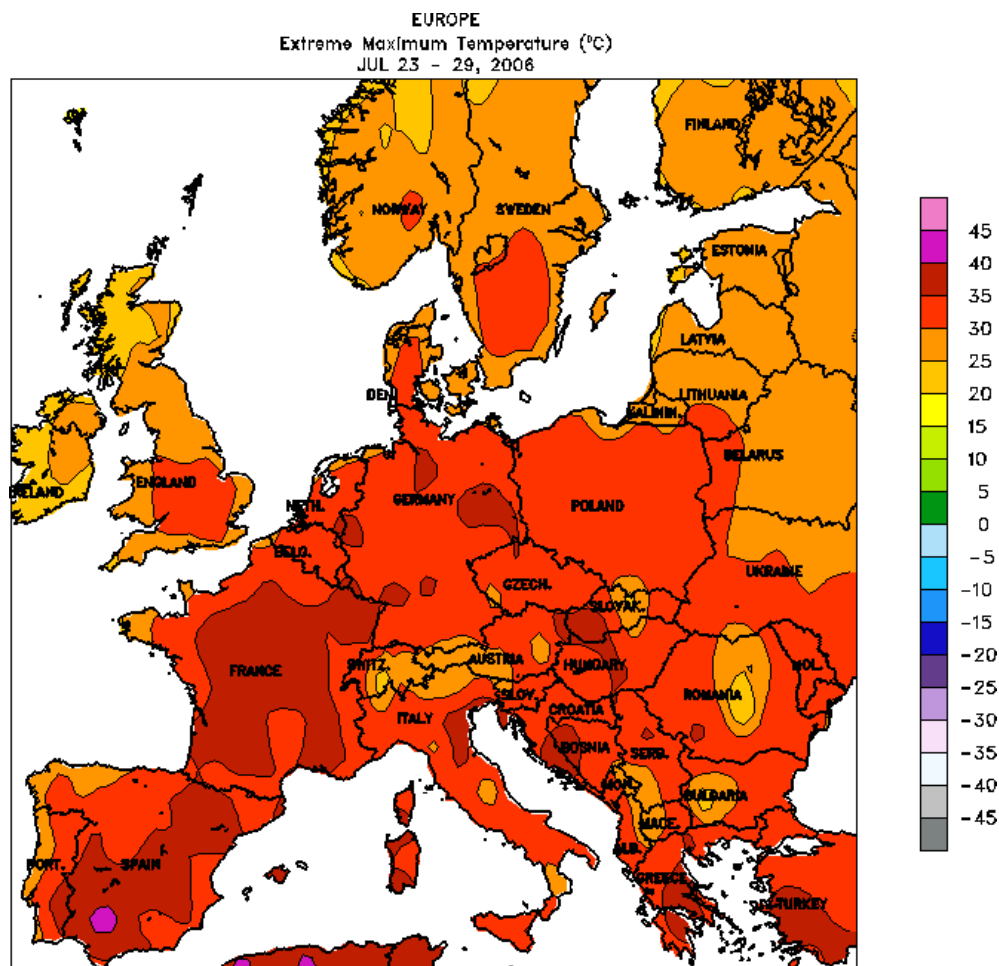 EUROPE
Extreme Maximum Temperature (°C)
JUL 23 - 29, 2006
FINLAND
NORWAY
SWEDEN
ESTONIA
LATVIA
DEN.
LITHUANIA
KALININ.
BELARUS
IRELAND
ENGLAND
NETH.
GERMANY
POLAND
BELG.
UKRAINE
CZECH.
SLOVAK.
FRANCE
SWITZ.
AUSTRIA
HUNGARY
MOL.
SLOV.
ROMANIA
ITALY
CROATIA
BOSNIA
SERB.
MON.
BULGARIA
MACE.
PORT.
SPAIN
ALB.
GREECE
TURKEY
45
40
35
30
25
20
15
10
5
0
-5
-10
-15
-20
-25
-30
-35
-40
-45